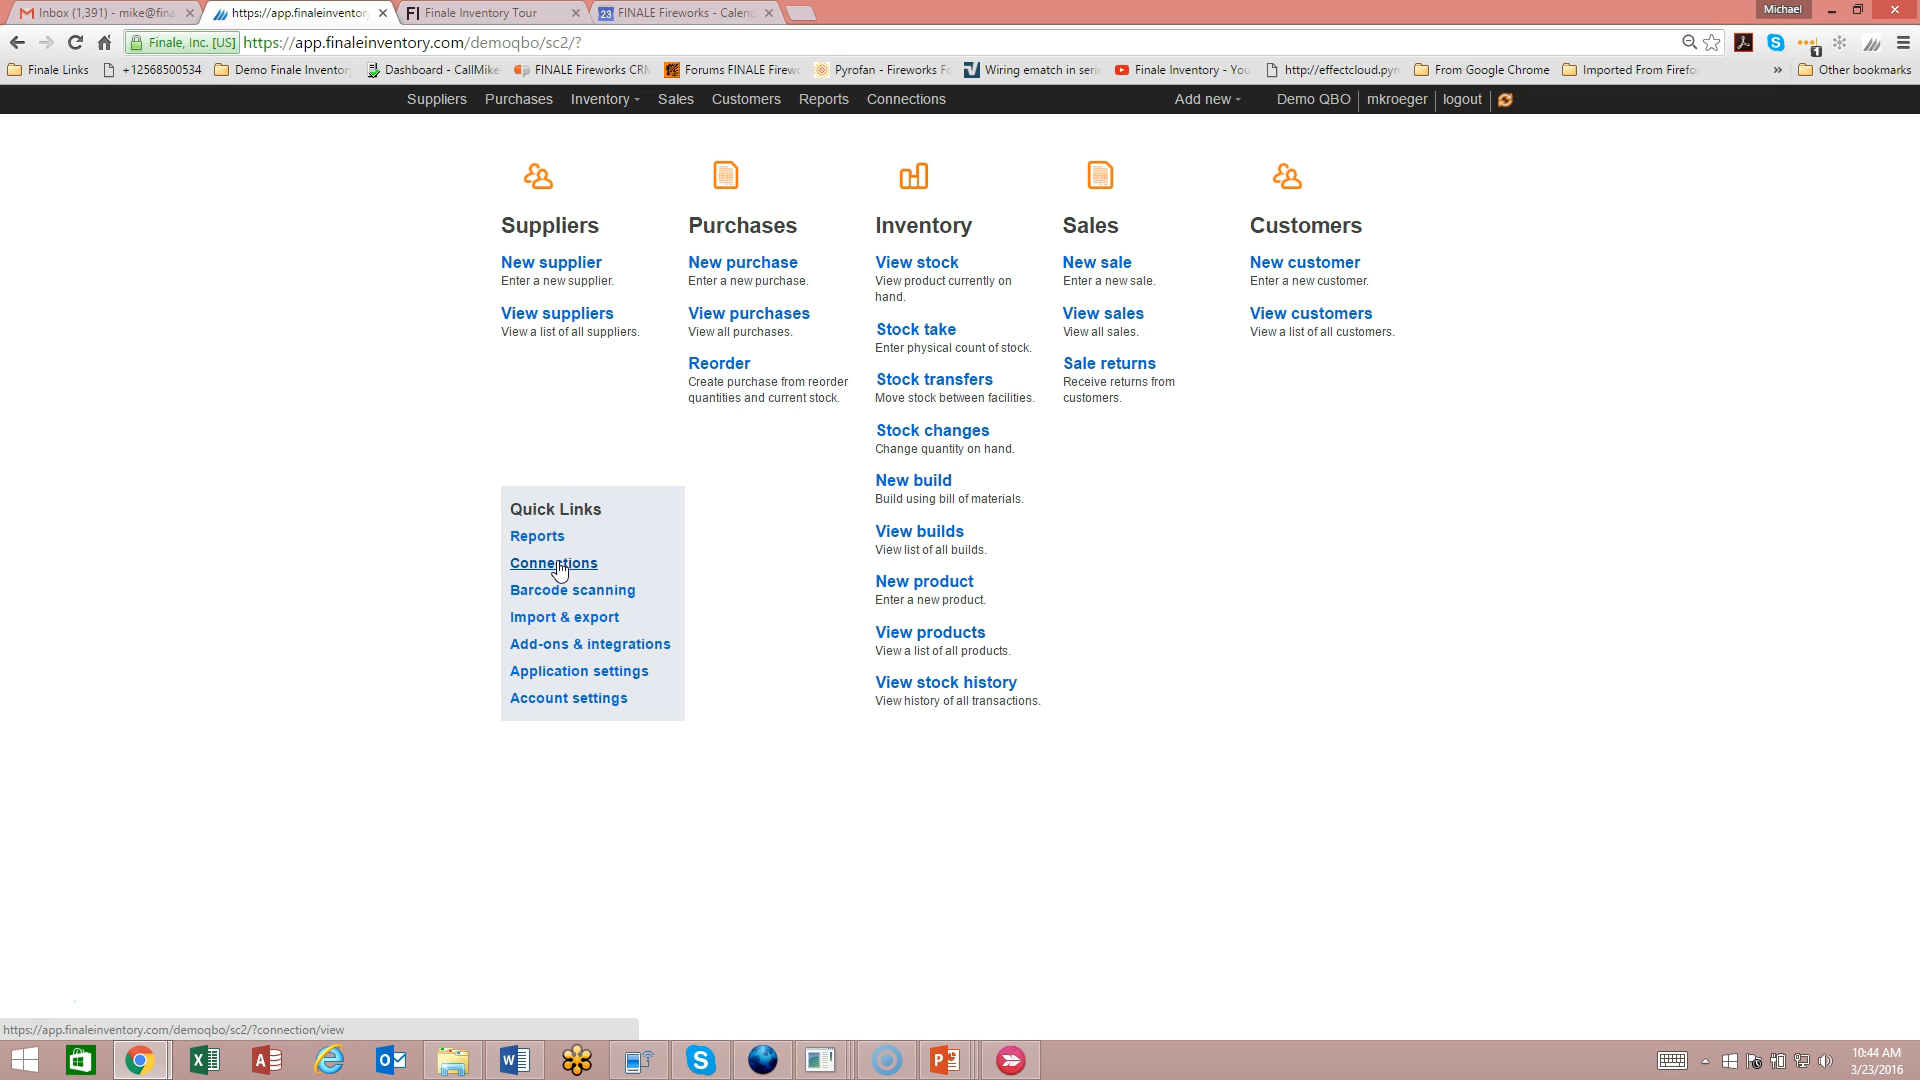 Inbox (1,391) - mike@fina
https://app.finaleinventor
Finale Inventory Tour
23 FINALE Fireworks - Calend
Michael
Finale, Inc. [US] https://app.finaleinventory.com/demoqbo/sc2/?
1
Finale Links
+12568500534
Demo Finale Inventor
Dashboard - CallMike
FINALE Fireworks CRM
Forums FINALE Firew
Pyrofan - Fireworks Fo
Wiring ematch in seri
Finale Inventory - You
http://effectcloud.pyr
From Google Chrome
Imported From Firefo
»
Other bookmarks
Suppliers Purchases Inventory Sales Customers Reports Connections Add new Demo QBO mkroeger logout
Suppliers
New supplier
Enter a new supplier.
View suppliers
View a list of all suppliers.
Purchases
New purchase
Enter a new purchase.
View purchases
View all purchases.
Reorder
Create purchase from reorder
quantities and current stock.
Inventory
View stock
View product currently on
hand.
Stock take
Enter physical count of stock.
Stock transfers
Move stock between facilities.
Stock changes
Change quantity on hand.
New build
Build using bill of materials.
View builds
View list of all builds.
New product
Enter a new product.
View products
View a list of all products.
View stock history
View history of all transactions.
Sales
New sale
Enter a new sale.
View sales
View all sales.
Sale returns
Receive returns from
customers.
Customers
New customer
Enter a new customer.
View customers
View a list of all customers.
Quick Links
Reports
Connections
Barcode scanning
Import & export
Add-ons & integrations
Application settings
Account settings
https://app.finaleinventory.com/demoqbo/sc2/?connection/view
10:44 AM
3/23/2016